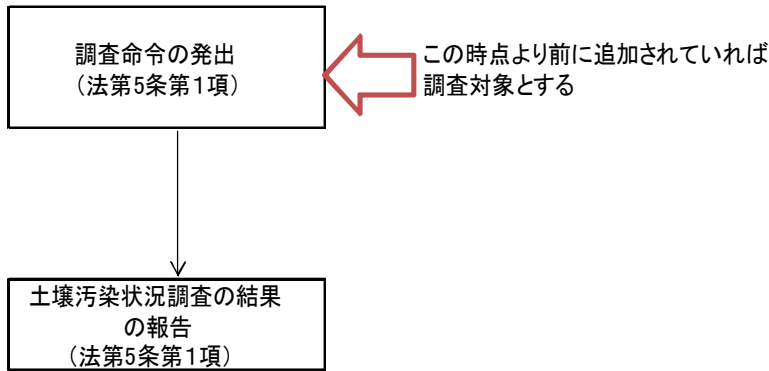 調査命令の発出
（法第5条第１項）
この時点より前に追加されていれば
調査対象とする
土壌汚染状況調査の結果
の報告
（法第5条第１項）